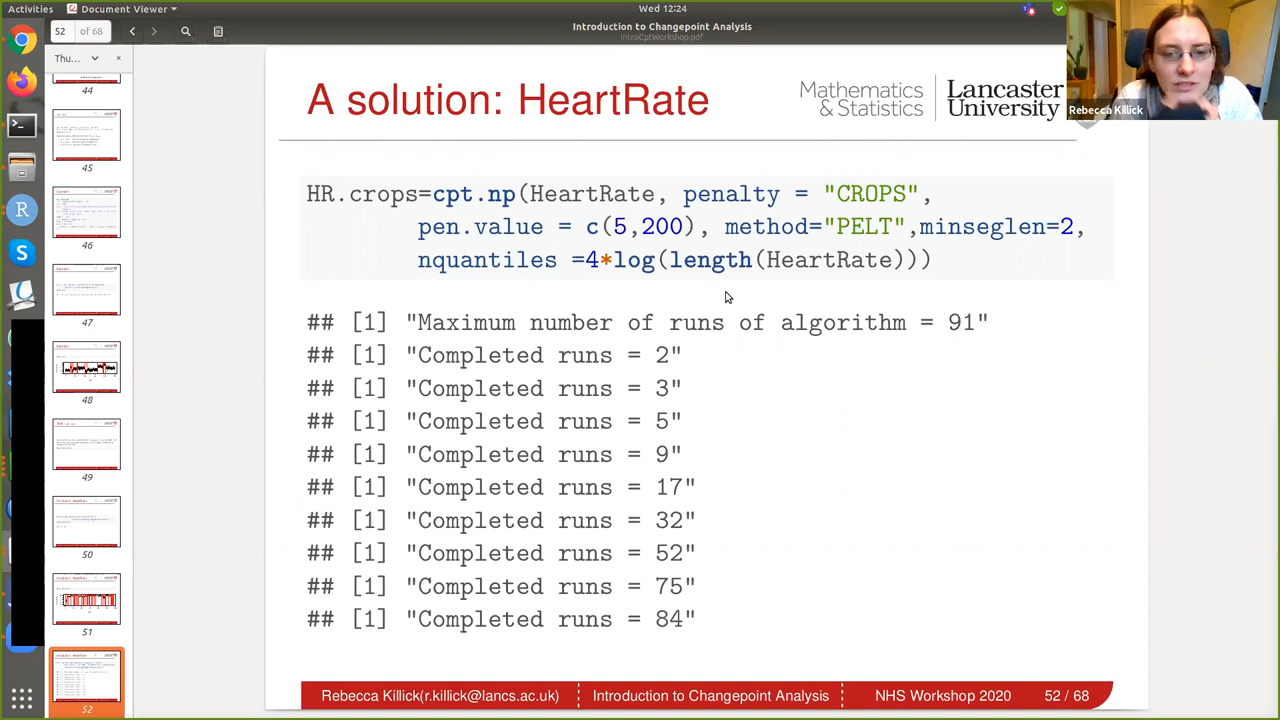 Activities
Document Viewer
Wed 12:24
52
of 68
Introduction to Changepoint Analysis
IntroCptWorkshop.pdf
Thu...
44
45
46
47
48
49
50
51
52
A solution. HeartRate
Mathematics
& Statistics
Lancaster
University
Rebecca Killick
HR.crops=cpt.np(HeartRate, penalty = "CROPS",
pen.value = c(5,200), method="PELT",minseglen=2,
nquantiles =4*log(length(HeartRate)))
## [1] "Maximum number of runs of algorithm = 91"
## [1] "Completed runs = 2"
## [1] "Completed runs = 3"
## [1] "Completed runs = 5"
## [1] "Completed runs = 9"
## [1] "Completed runs = 17"
## [1] "Completed runs = 32"
## [1] "Completed runs = 52"
## [1] "Completed runs = 75"
## [1] "Completed runs = 84"
Rebecca Killick(r.killick@lancs.ac.uk)
Introduction to Changepoint Analysis
NHS Workshop 2020
52 / 68